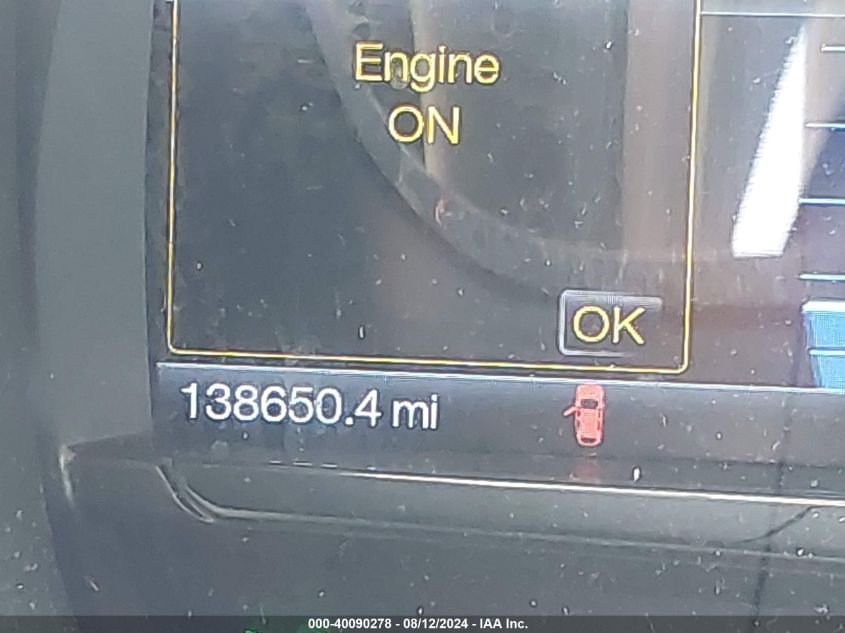 Engine
ON
OK
138650.4 mi
000-40090278 - 08/12/2024 - IAA Inc.